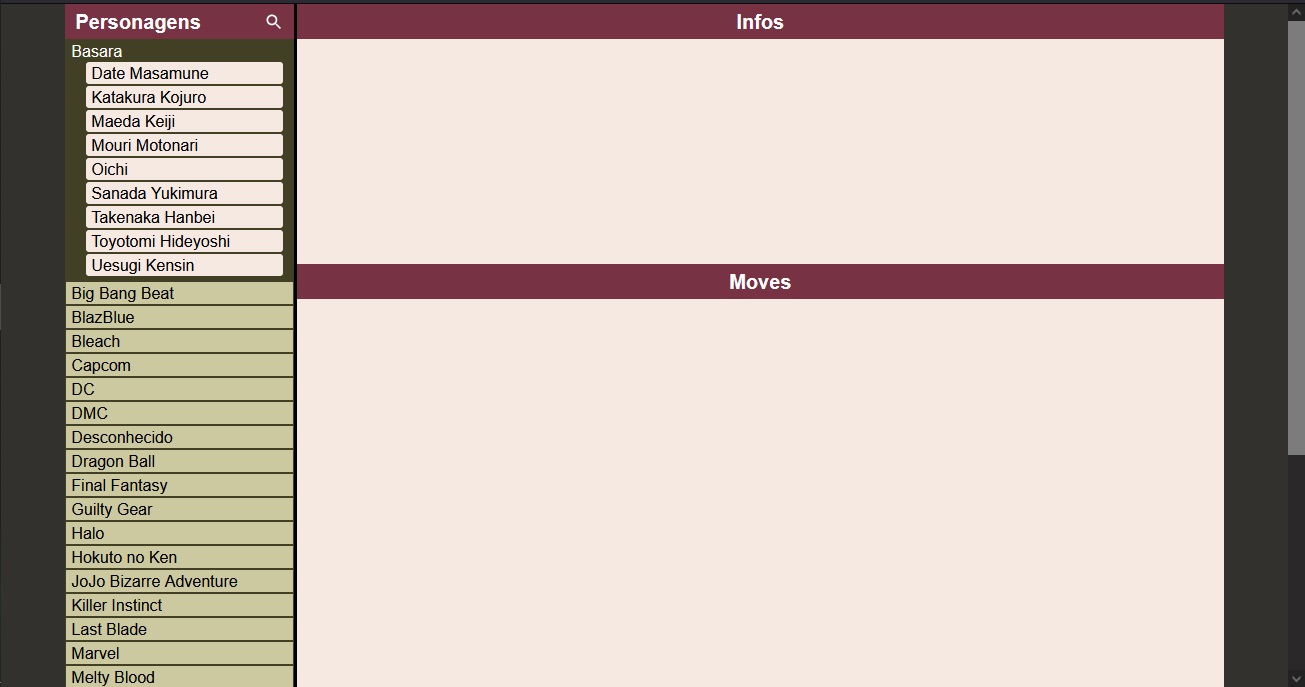 Personagens
Basara
Date Masamune
Katakura Kojuro
Maeda Keiji
Mouri Motonari
Oichi
Sanada Yukimura
Takenaka Hanbei
Toyotomi Hideyoshi
Uesugi Kensin
Big Bang Beat
BlazBlue
Bleach
Capcom
DC
DMC
Desconhecido
Dragon Ball
Final Fantasy
Guilty Gear
Halo
Hokuto no Ken
JoJo Bizarre Adventure
Killer Instinct
Last Blade
Marvel
Melty Blood
Infos
Moves